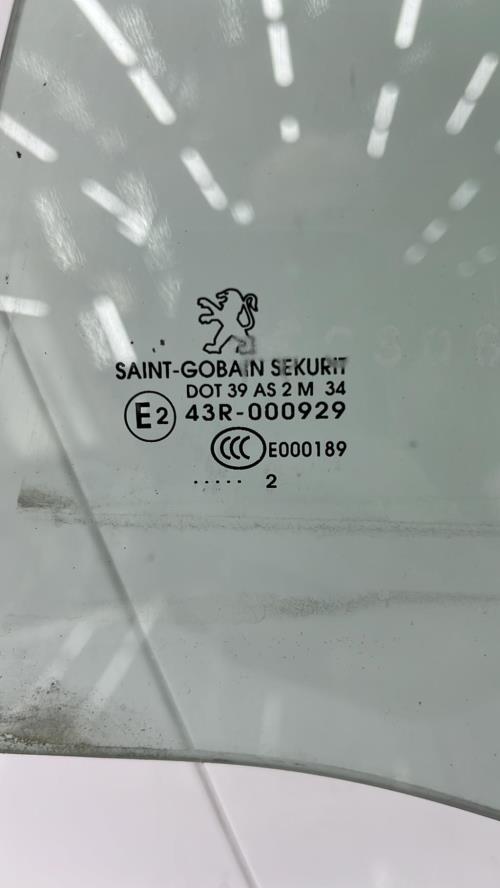 SAINT-GOBAIN SEKURIT
DOT 39 AS 2 M 34
E2 43R-000929
CCC E000189
..... 2